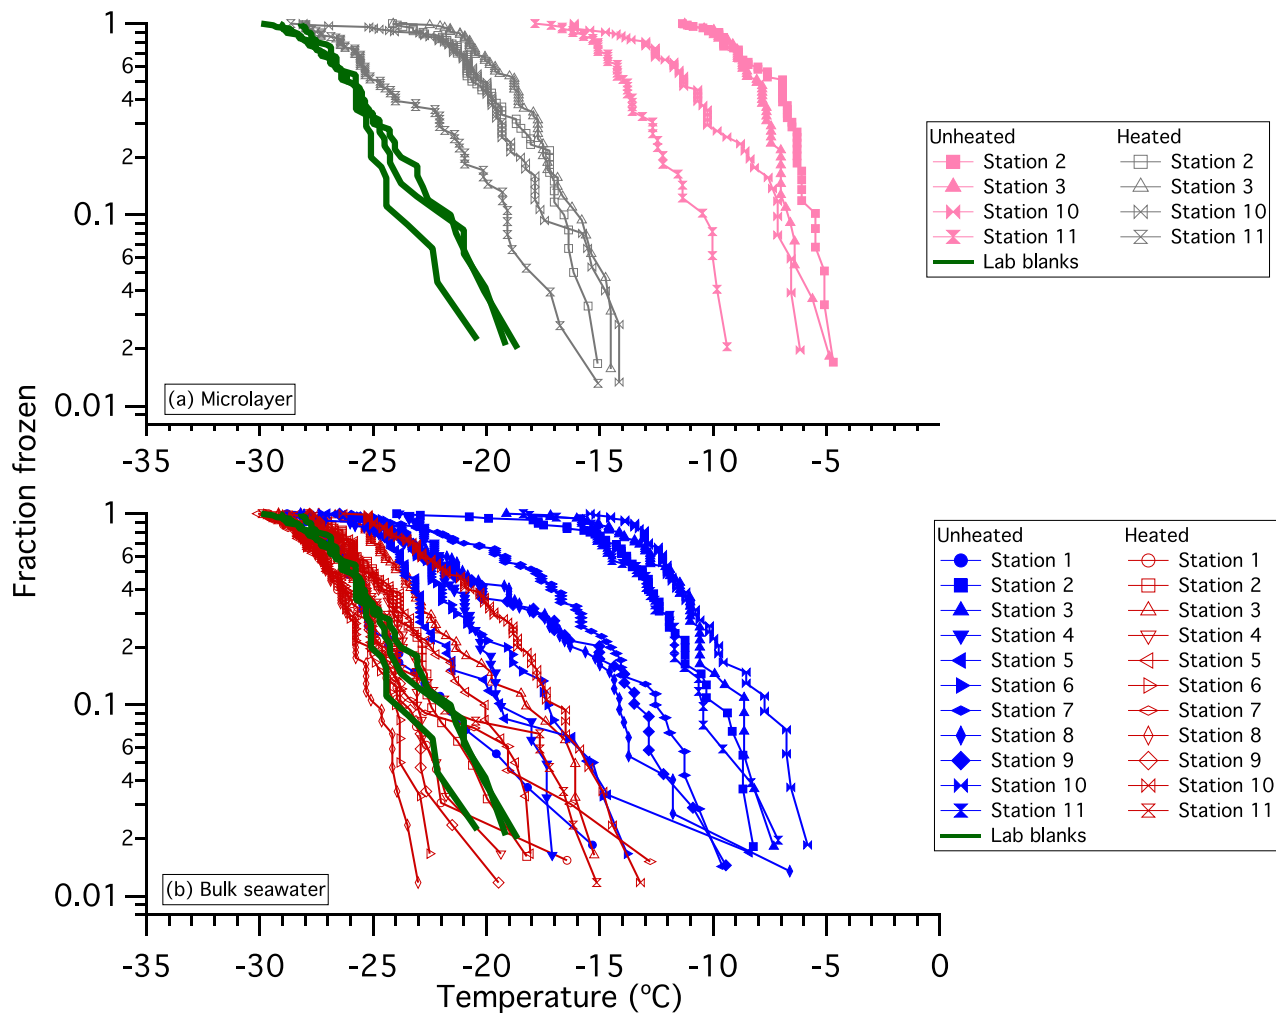 1
6
4
2
0.1
6
4
2
0.01
(a) Microlayer
-35 -30 -25 -20 -15 -10 -5
Unheated Heated
Station 2 Station 2
Station 3 Station 3
Station 10 Station 10
Station 11 Station 11
Lab blanks
Fraction frozen
1
6
4
2
0.1
6
4
2
0.01
(b) Bulk seawater
-35 -30 -25 -20 -15 -10 -5 0
Temperature (ºC)
Unheated Heated
Station 1 Station 1
Station 2 Station 2
Station 3 Station 3
Station 4 Station 4
Station 5 Station 5
Station 6 Station 6
Station 7 Station 7
Station 8 Station 8
Station 9 Station 9
Station 10 Station 10
Station 11 Station 11
Lab blanks